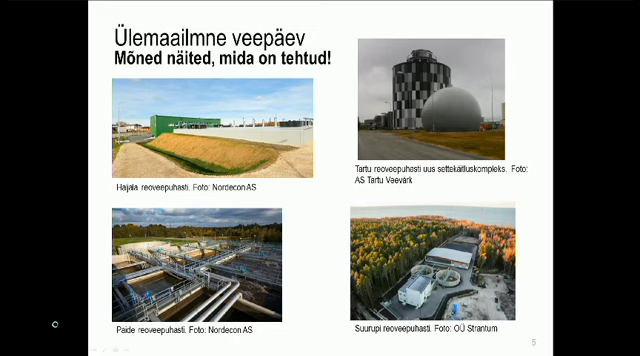 Ülemaailmne veepäev
Mõned näited, mida on tehtud!
Haljala reoveepuhasti. Foto: Nordecon AS
Tartu reoveepuhasti uus settekäitluskompleks. Foto:
AS Tartu Veevärk
Paide reoveepuhasti. Foto: Nordecon AS
Suurupi reoveepuhasti. Foto: OÜ Strantum
5